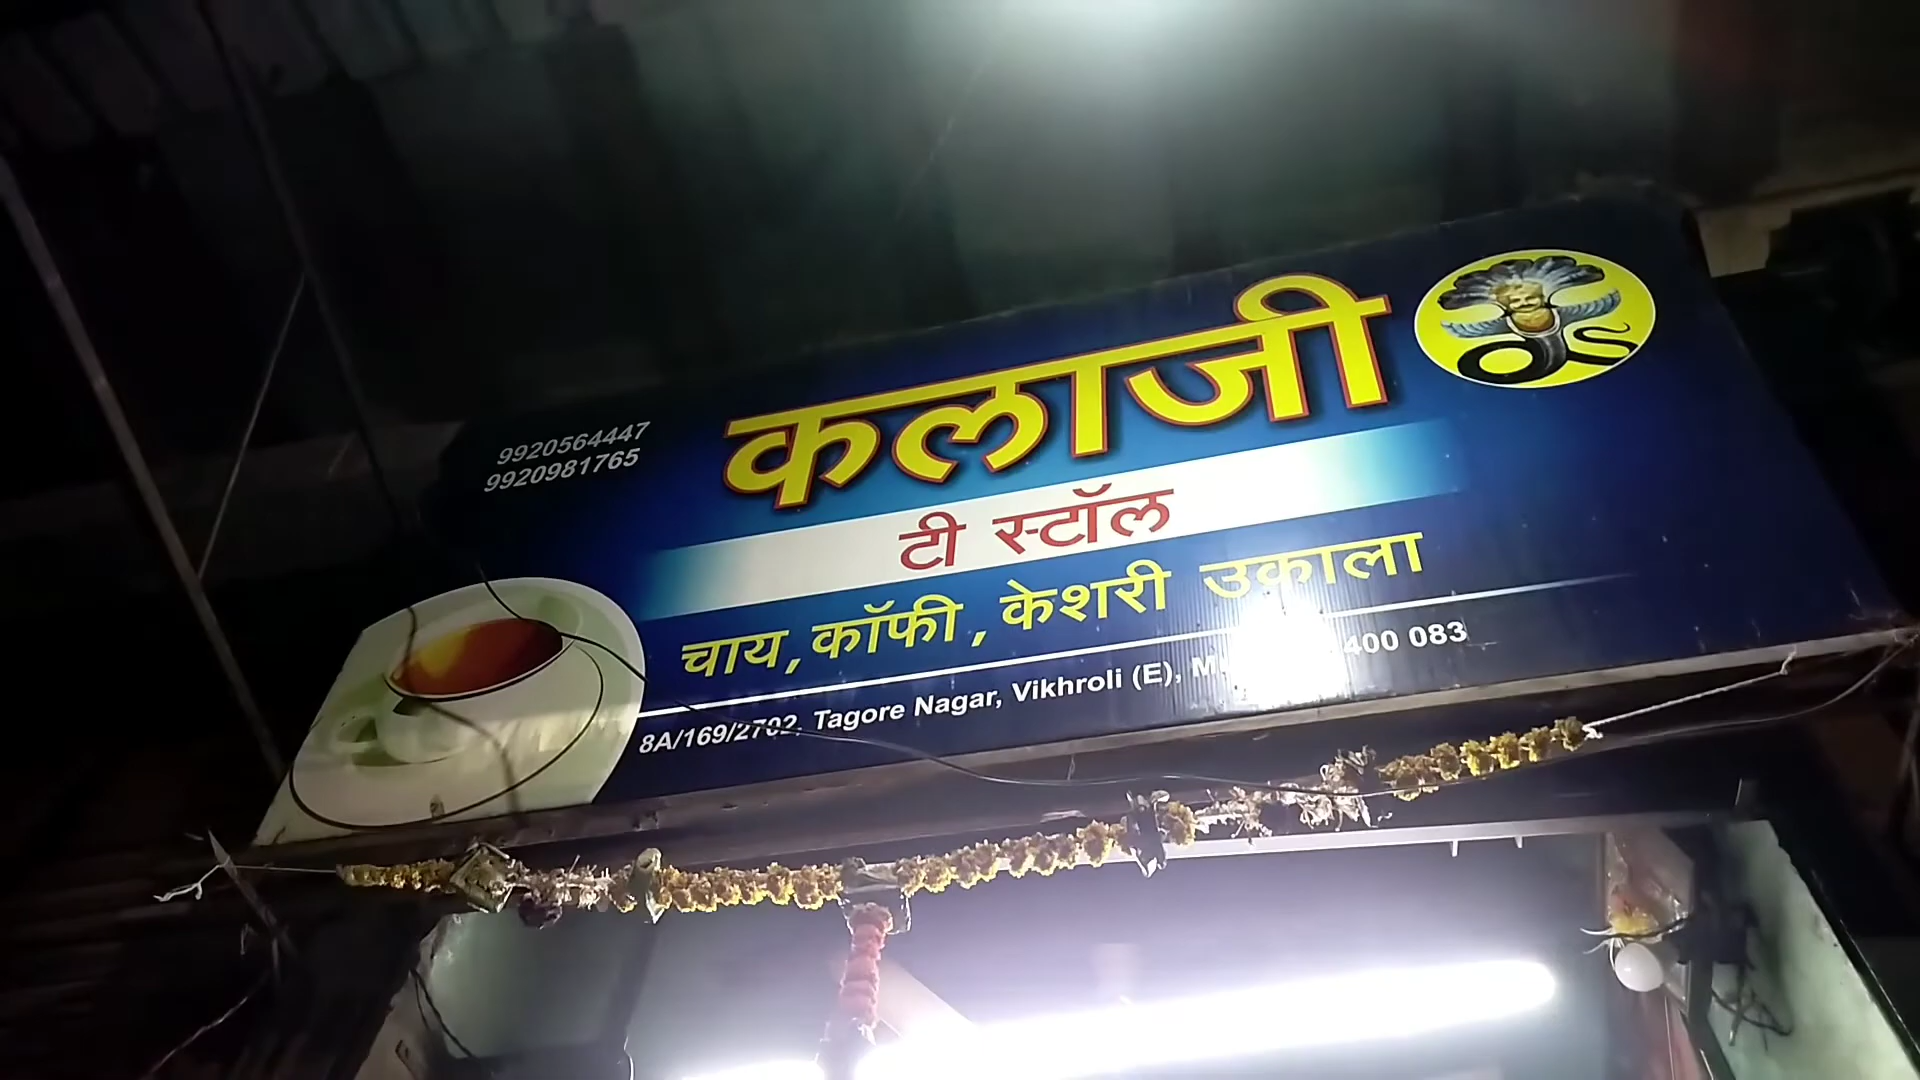 कलाजी
9920564447
9920981765
टी स्टॉल
चाय, कॉफी, केशरी उकाला
8A/169/2702, Tagore Nagar, Vikhroli (E), 400 083